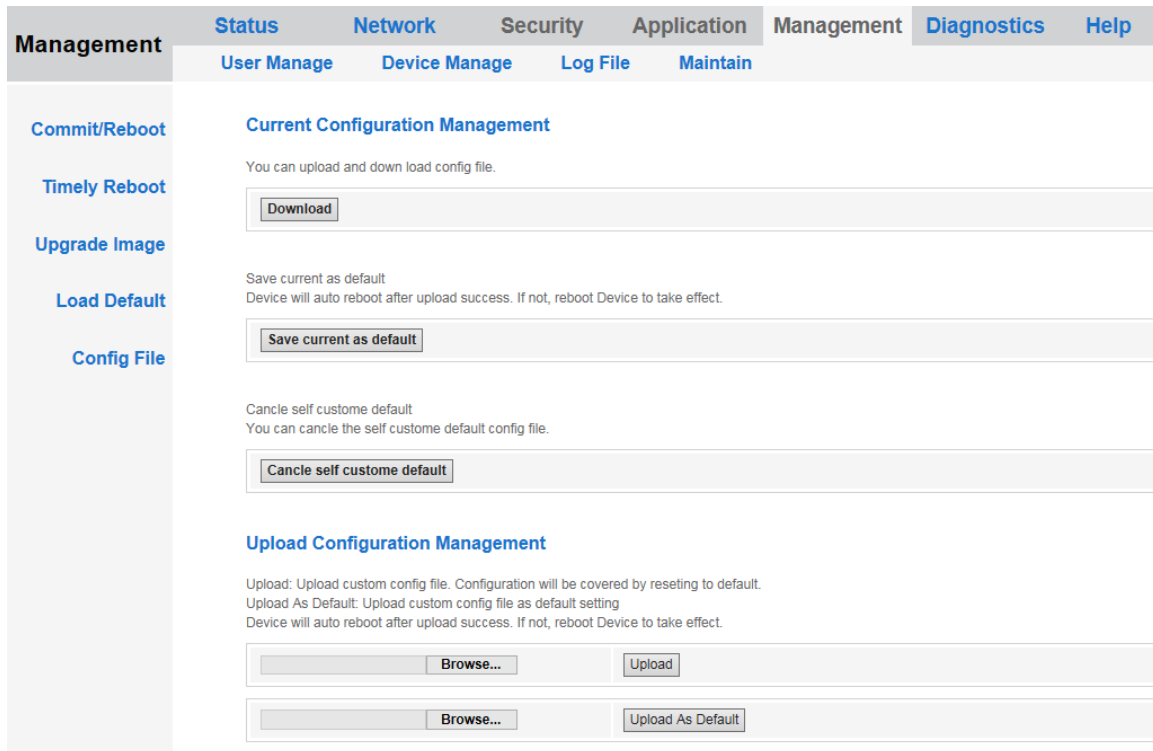 Management
Status Network Security Application Management Diagnostics Help
User Manage Device Manage Log File Maintain
Commit/Reboot
Timely Reboot
Upgrade Image
Load Default
Config File
Current Configuration Management
You can upload and down load config file.
Download
Save current as default
Device will auto reboot after upload success. If not, reboot Device to take effect.
Save current as default
Cancle self custome default
You can cancle the self custome default config file.
Cancle self custome default
Upload Configuration Management
Upload: Upload custom config file. Configuration will be covered by reseting to default.
Upload As Default: Upload custom config file as default setting
Device will auto reboot after upload success. If not, reboot Device to take effect.
Browse... Upload
Browse... Upload As Default